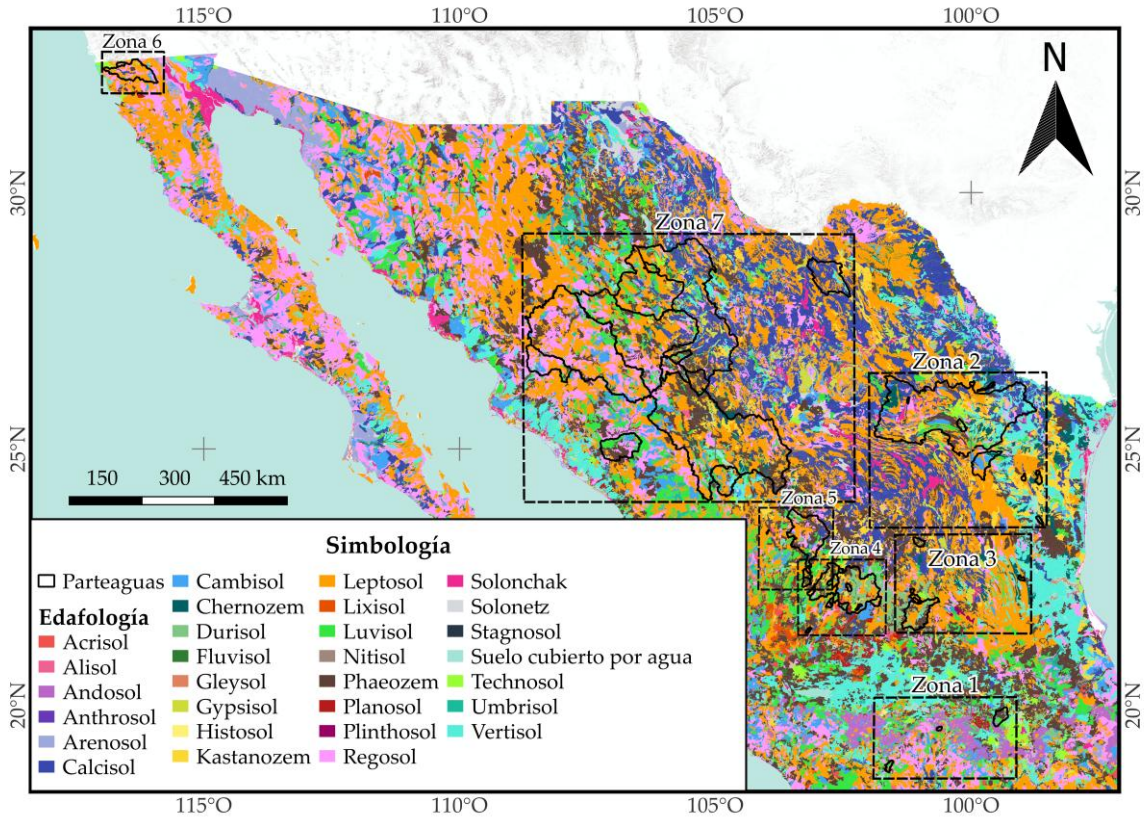 115°O 110°O 105°O 100°O
Zona 6
N
30°N 30°N
Zona 7
Zona 2
25°N 25°N
150 300 450 km
Zona 5
Zona 4
Zona 3
20°N 20°N
Zona 1
Simbología
Parteaguas
Edafología
Acrisol
Alisol
Andosol
Anthrosol
Arenosol
Calcisol
Cambisol
Chernozem
Durisol
Fluvisol
Gleysol
Gypsisol
Histosol
Kastanozem
Leptosol
Lixisol
Luvisol
Nitisol
Phaeozem
Planosol
Plinthosol
Regosol
Solonchak
Solonetz
Stagnosol
Suelo cubierto por agua
Technosol
Umbrisol
Vertisol
115°O 110°O 105°O 100°O